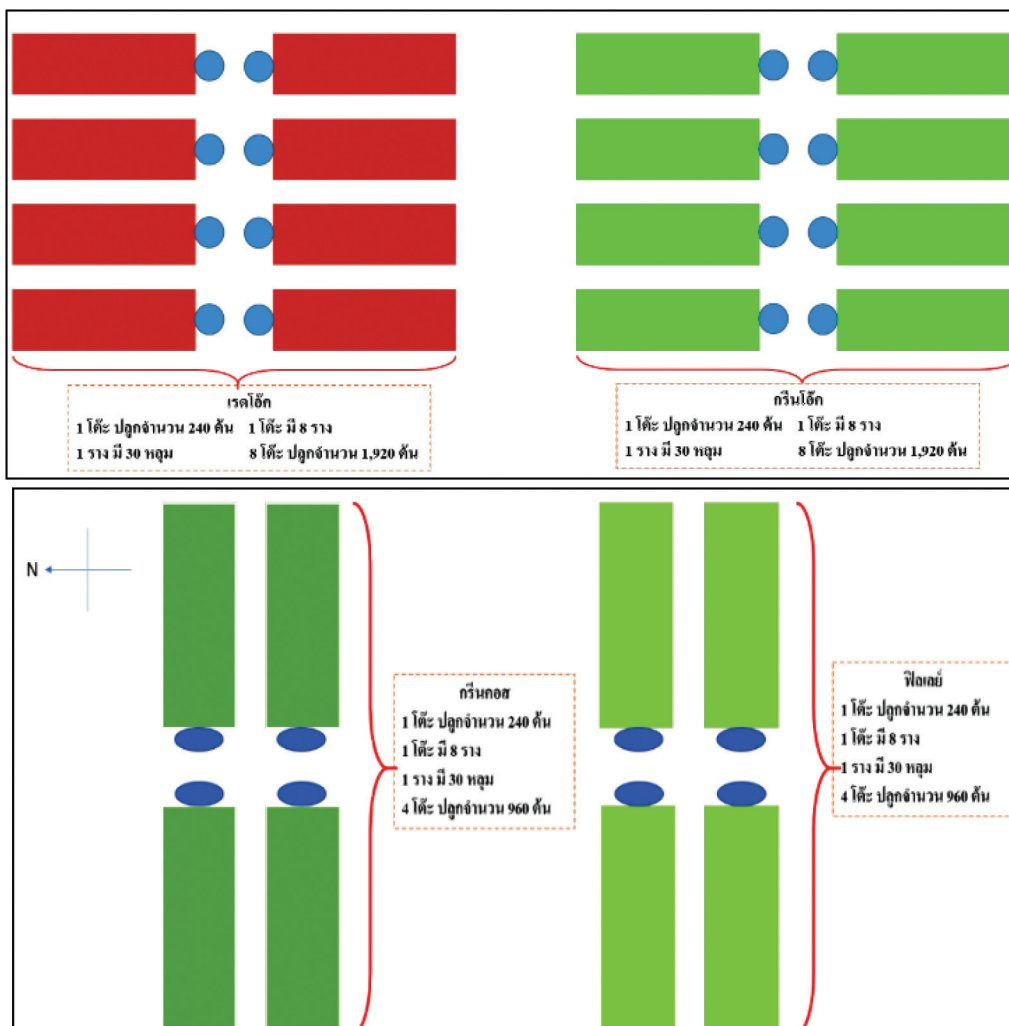 เรดโอ๊ก
1 โต๊ะ ปลูกจำนวน 240 ต้น 1 โต๊ะ มี 8 ราง
1 ราง มี 30 หลุม 8 โต๊ะ ปลูกจำนวน 1,920 ต้น
กรีนโอ๊ก
1 โต๊ะ ปลูกจำนวน 240 ต้น 1 โต๊ะ มี 8 ราง
1 ราง มี 30 หลุม 8 โต๊ะ ปลูกจำนวน 1,920 ต้น
N
กรีนคอส
1 โต๊ะ ปลูกจำนวน 240 ต้น
1 โต๊ะ มี 8 ราง
1 ราง มี 30 หลุม
4 โต๊ะ ปลูกจำนวน 960 ต้น
ฟิลเลย์
1 โต๊ะ ปลูกจำนวน 240 ต้น
1 โต๊ะ มี 8 ราง
1 ราง มี 30 หลุม
4 โต๊ะ ปลูกจำนวน 960 ต้น